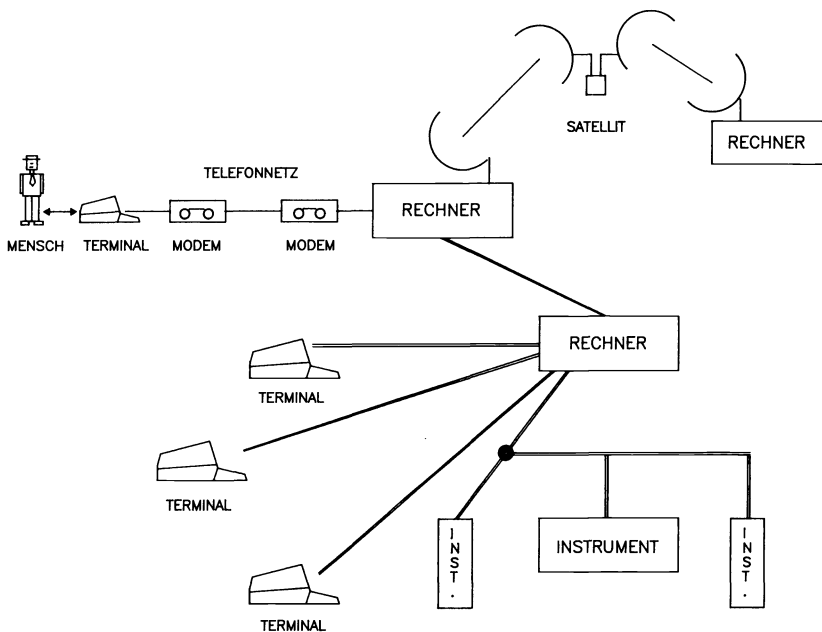 SATELLIT
RECHNER
TELEFONNETZ
RECHNER
MENSCH
TERMINAL
MODEM
MODEM
RECHNER
TERMINAL
TERMINAL
INST.
INSTRUMENT
INST.
TERMINAL